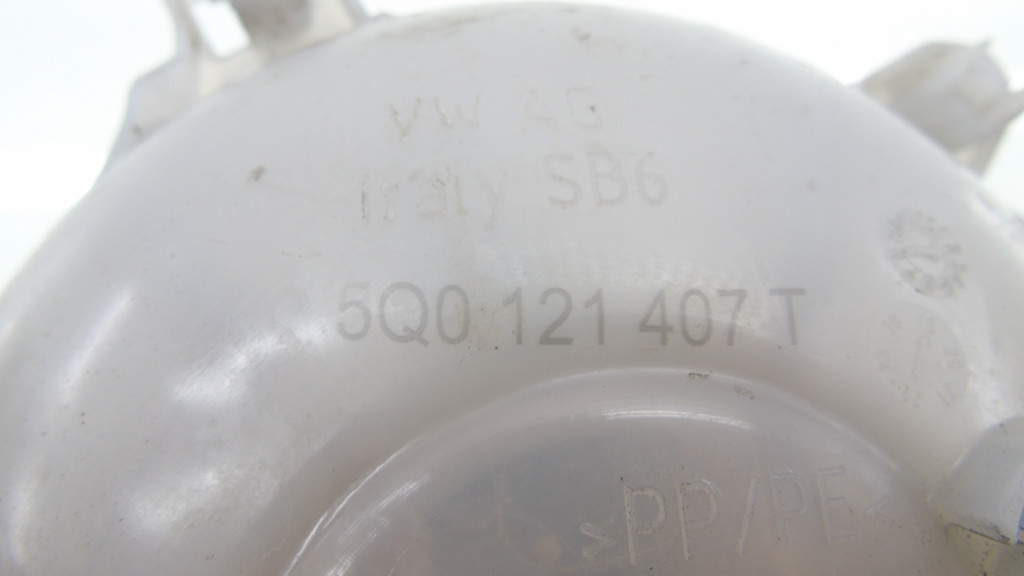 VW AG
Italy SB6
5Q0 121 407 T
>PP/PE<